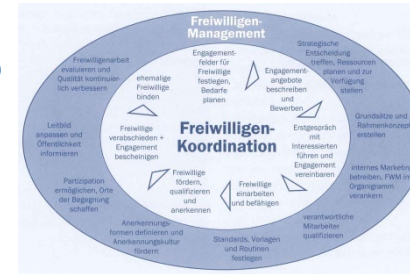 Freiwilligen-
Management
Strategische
Entscheidung
treffen, Ressourcen
planen und zur
Verfügung
stellen
Grundsätze und
Rahmenkonzept
erstellen
internes Marketing
betreiben, FWM im
Organigramm
verankern
verantwortliche
Mitarbeiter
qualifizieren
Standards, Vorlagen
und Routinen
festlegen
Anerkennungs-
formen definieren und
Anerkennungskultur
fördern
Partizipation
ermöglichen, Orte
der Begegnung
schaffen
Leitbild
anpassen und
Öffentlichkeit
informieren
Freiwilligenarbeit
evaluieren und
Qualität kontinuier-
lich verbessern
Engagement-
felder für
Freiwillige
festlegen,
Bedarfe
planen
Engagement-
angebote
beschreiben
und
Bewerben
Erstgespräch
mit
Interessierten
führen und
Engagement
vereinbaren
Freiwillige
einarbeiten
und befähigen
Freiwillige
fördern,
qualifizieren
und
anerkennen
Freiwillige
verabschieden +
Engagement
bescheinigen
ehemalige
Freiwillige
binden
Freiwilligen-
Koordination